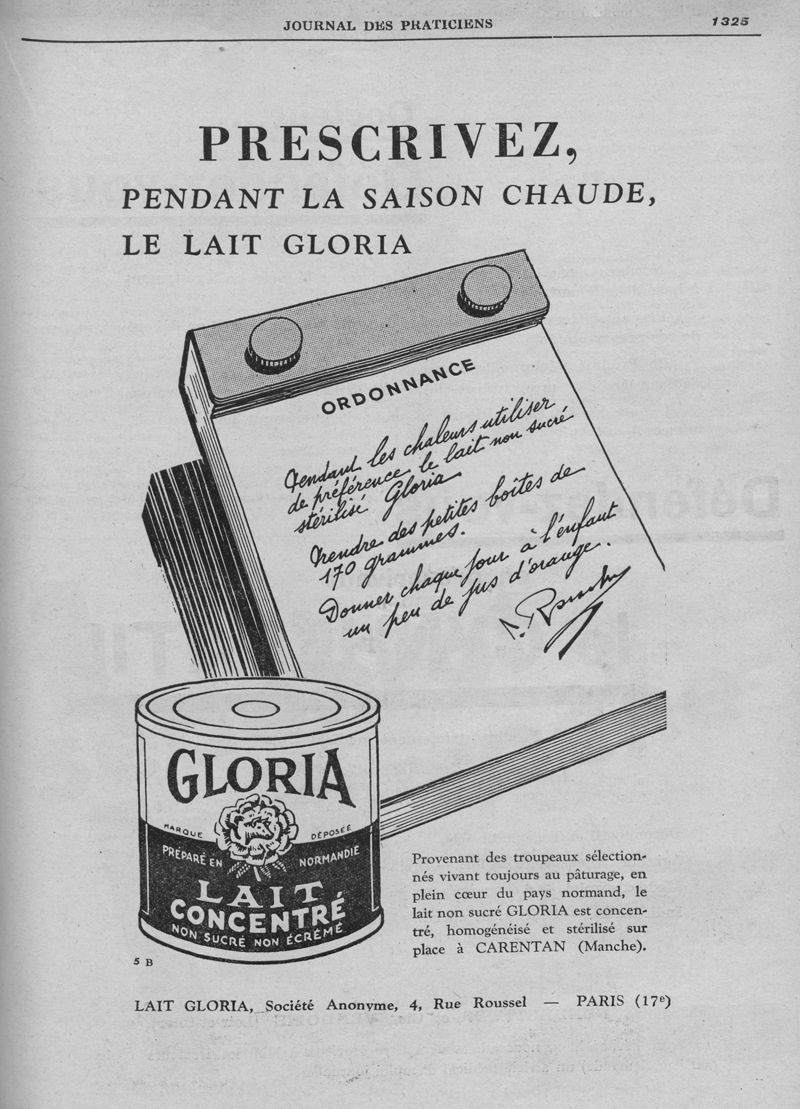 JOURNAL DES PRATICIENS
1325
PRESCRIVEZ,
PENDANT LA SAISON CHAUDE,
LE LAIT GLORIA
ORDONNANCE
Pendant les chaleurs utiliser
de préférence le lait non sucré
stérilisé Gloria
Prendre des petites boîtes de
170 grammes.
Donner chaque jour à l'enfant
un peu de jus d'orange.
GLORIA
MARQUE DÉPOSÉE
PRÉPARÉ EN NORMANDIE
LAIT
CONCENTRÉ
NON SUCRÉ NON ÉCRÉMÉ
5 B
Provenant des troupeaux sélection-
nés vivant toujours au pâturage, en
plein cœur du pays normand, le
lait non sucré GLORIA est concen-
tré, homogénéisé et stérilisé sur
place à CARENTAN (Manche).
LAIT GLORIA, Société Anonyme, 4, Rue Roussel — PARIS (17e)